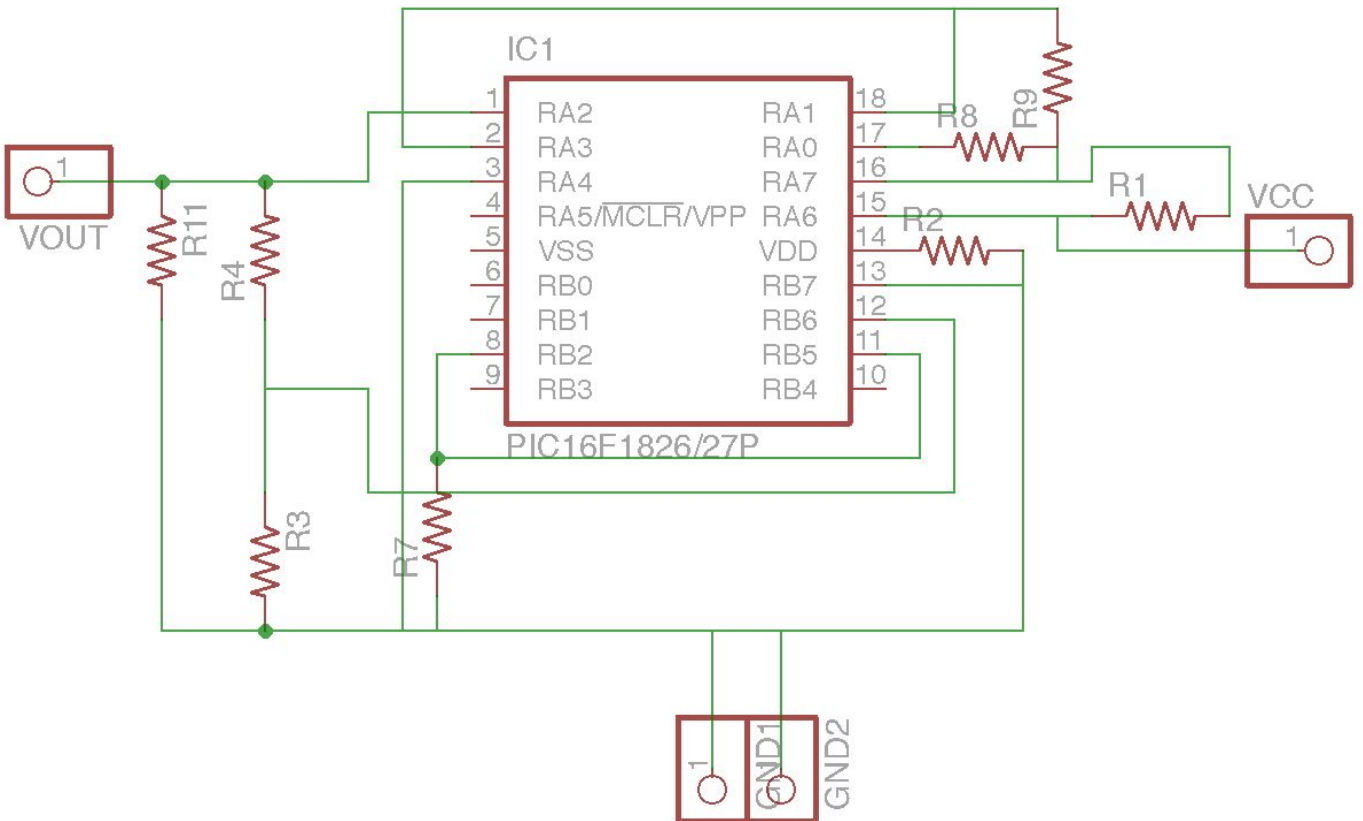 IC1
1 RA2 RA1 18
2 RA3 RA0 17
3 RA4 RA7 16
4 RA5/MCLR/VPP RA6 15
5 VSS VDD 14
6 RB0 RB7 13
7 RB1 RB6 12
8 RB2 RB5 11
9 RB3 RB4 10
PIC16F1826/27P
R8
R9
R1
R2
VCC
1
1
VOUT
R11
R4
R3
R7
1
GND1
1
GND2